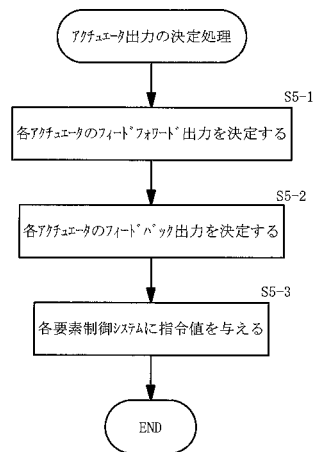 ｱｸﾁｭｴｰﾀ出力の決定処理
S5-1
各ｱｸﾁｭｴｰﾀのﾌｨｰﾄﾞﾌｫﾜｰﾄﾞ出力を決定する
S5-2
各ｱｸﾁｭｴｰﾀのﾌｨｰﾄﾞﾊﾞｯｸ出力を決定する
S5-3
各要素制御ｼｽﾃﾑに指令値を与える
END